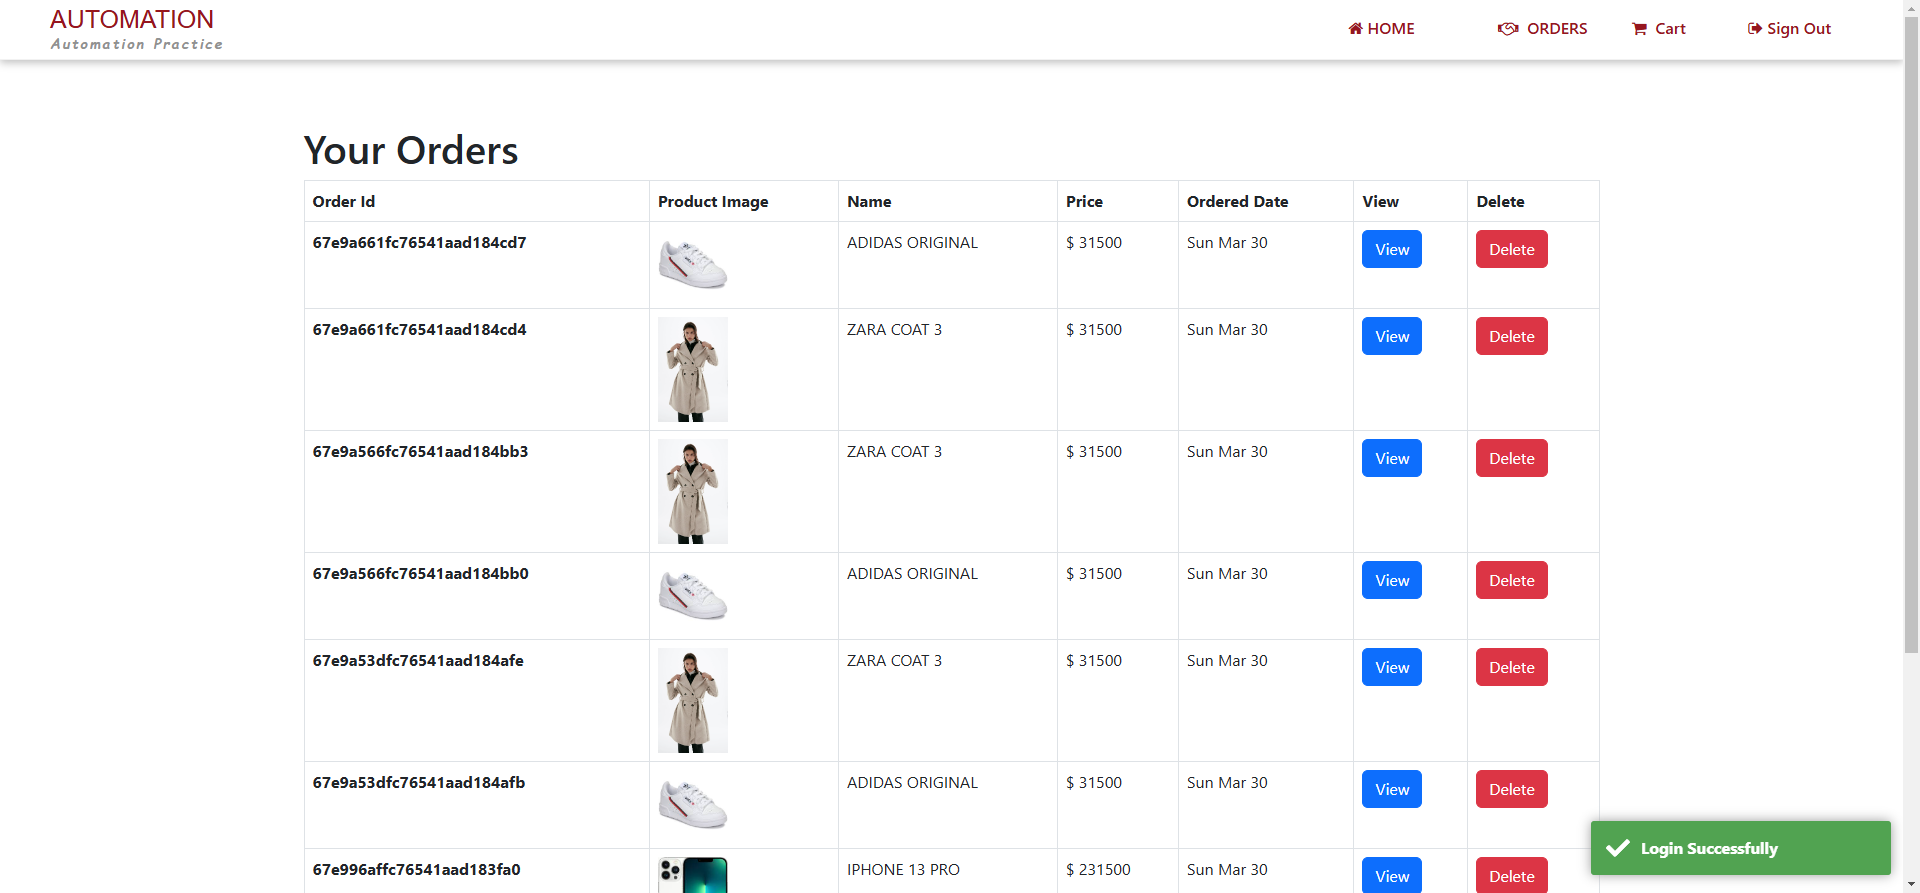 AUTOMATION
Automation Practice
HOME
ORDERS
Cart
Sign Out
Your Orders
Order Id Product Image Name Price Ordered Date View Delete
67e9a661fc76541aad184cd7 ADIDAS ORIGINAL $ 31500 Sun Mar 30 View Delete
67e9a661fc76541aad184cd4 ZARA COAT 3 $ 31500 Sun Mar 30 View Delete
67e9a566fc76541aad184bb3 ZARA COAT 3 $ 31500 Sun Mar 30 View Delete
67e9a566fc76541aad184bb0 ADIDAS ORIGINAL $ 31500 Sun Mar 30 View Delete
67e9a53dfc76541aad184afe ZARA COAT 3 $ 31500 Sun Mar 30 View Delete
67e9a53dfc76541aad184afb ADIDAS ORIGINAL $ 31500 Sun Mar 30 View Delete
67e996affc76541aad183fa0 IPHONE 13 PRO $ 231500 Sun Mar 30 View Delete
Login Successfully